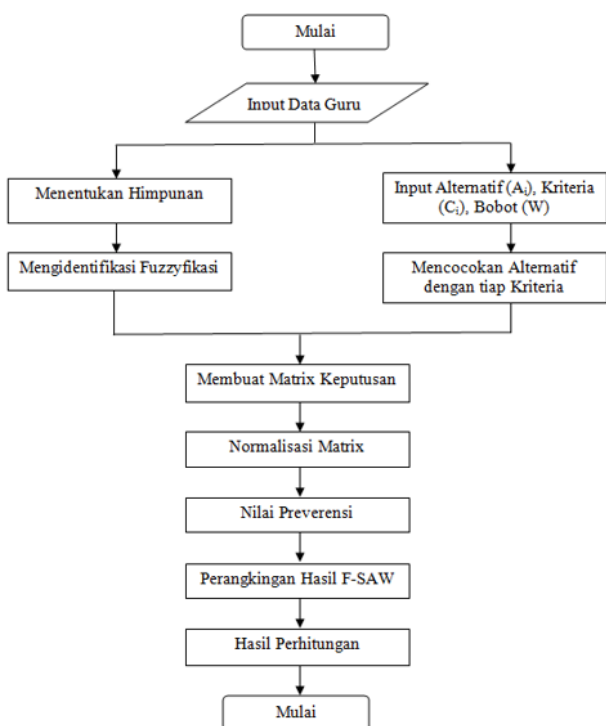 Mulai
Input Data Guru
Menentukan Himpunan
Input Alternatif (Ai), Kriteria
(Ci), Bobot (W)
Mengidentifikasi Fuzzyfikasi
Mencocokan Alternatif
dengan tiap Kriteria
Membuat Matrix Keputusan
Normalisasi Matrix
Nilai Preverensi
Perangkingan Hasil F-SAW
Hasil Perhitungan
Mulai